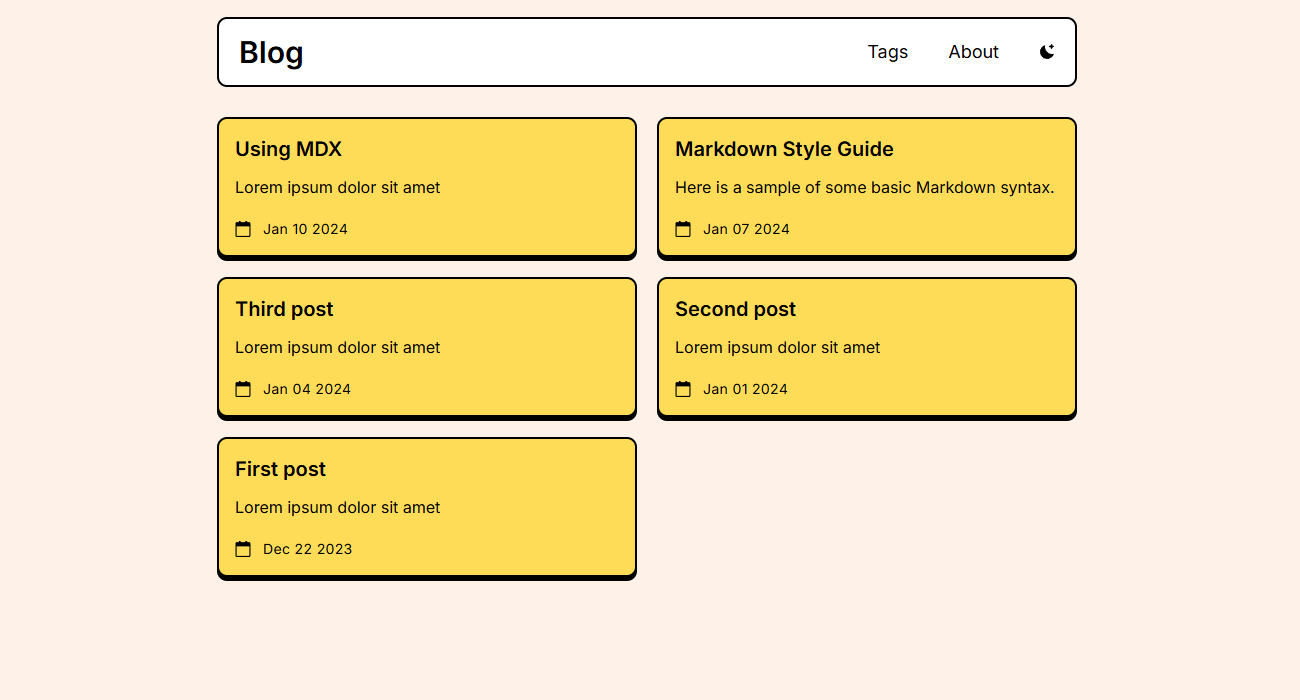 Blog
Tags
About
Using MDX
Lorem ipsum dolor sit amet
Jan 10 2024
Markdown Style Guide
Here is a sample of some basic Markdown syntax.
Jan 07 2024
Third post
Lorem ipsum dolor sit amet
Jan 04 2024
Second post
Lorem ipsum dolor sit amet
Jan 01 2024
First post
Lorem ipsum dolor sit amet
Dec 22 2023